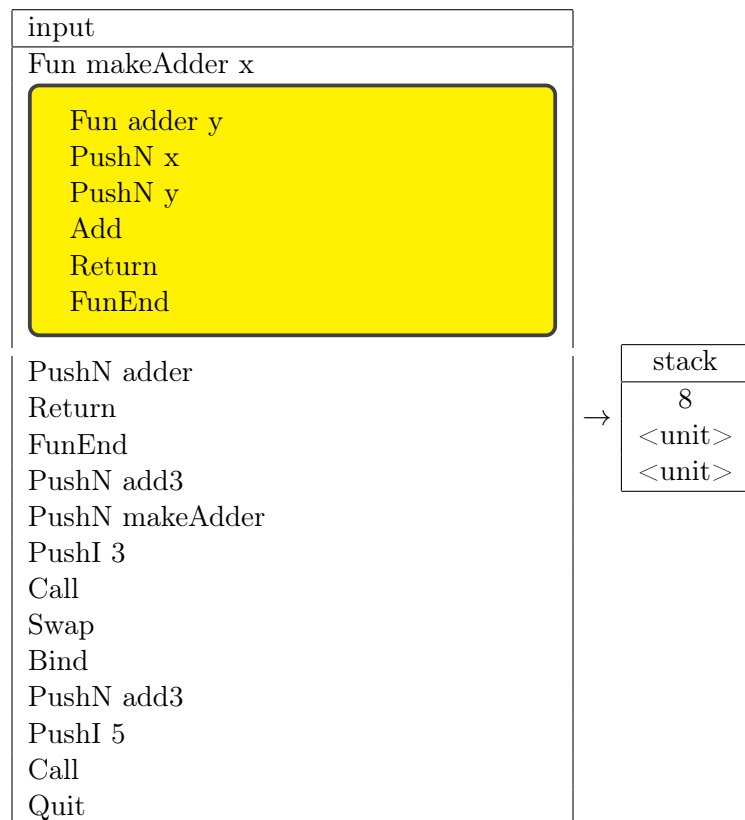 input
Fun makeAdder x
Fun adder y
PushN x
PushN y
Add
Return
FunEnd
PushN adder
Return
FunEnd
PushN add3
PushN makeAdder
PushI 3
Call
Swap
Bind
PushN add3
PushI 5
Call
Quit
→
stack
8
<unit>
<unit>